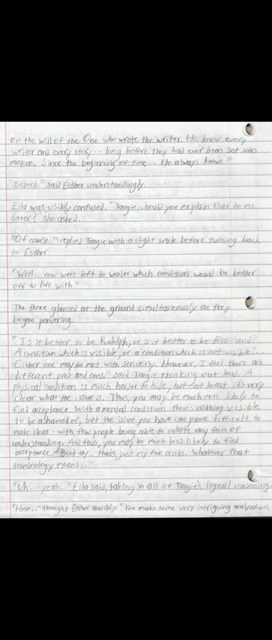 on the will of the One who wrote the writer. He knew every
writer and every story... long before they had ever been set into
motion. Since the beginning of time... He always knew."
"Indeed," said Esther understandingly.
Eila was visibly confused. "Tangie... could you explain that to me
later?" she asked.
"Of course," replied Tangie with a slight smile before turning back
to Esther.
"Well... now we're left to wonder which condition would be better
off to live with."
The three glanced at the ground simultaneously as they
began pondering.
"Is it better to be Rudolph, or is it better to be Ferdinand?
A condition which is visible, or a condition which is not visible...
Either one may be met with scrutiny. However, I feel there are
different pros and cons," said Tangie thinking out loud. "A
physical condition is much harder to hide, but at least it's very
clear what the issue is. Thus, you may be much more likely to
find acceptance. With a mental condition, there's nothing visible
to be ashamed of, but the issue you have can prove difficult to
make clear - with few people being able to relate any form of
understanding. And thus, you may be much less likely to find
acceptance. But ay... that's just my two cents. Whatever that
terminology means..."
"Uh... yeah," Eila said, taking in all of Tangie's logical reasoning.
"Hmm..." thought Esther audibly. "You make some very intriguing